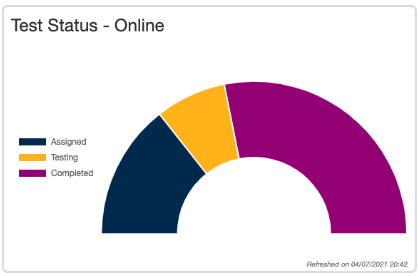 Test Status - Online
Assigned
Testing
Completed
Refreshed on 04/07/2021 20:42